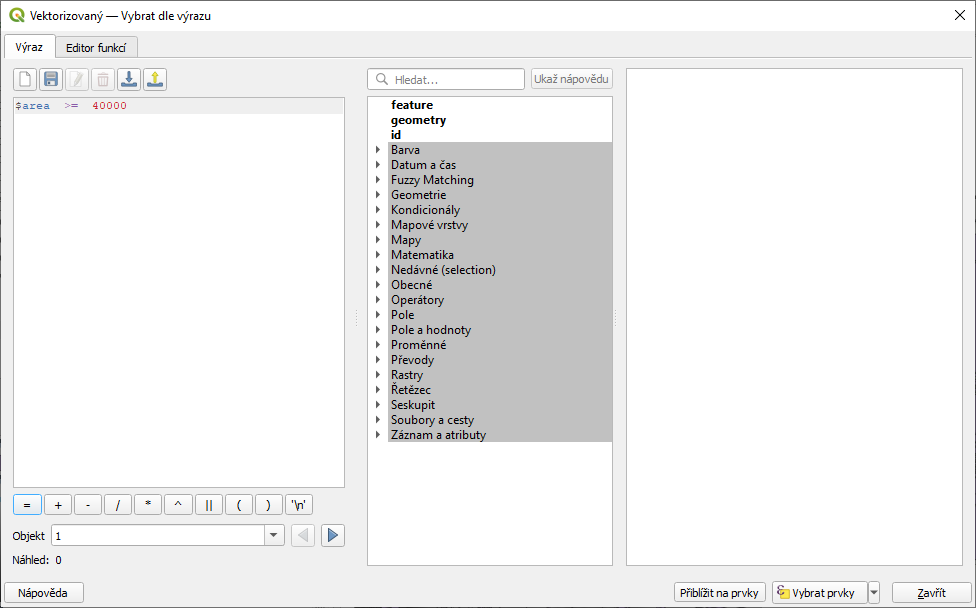 Vektorizovaný — Vybrat dle výrazu
Výraz
Editor funkcí
$area >= 40000
Hledat...
Ukaž nápovědu
feature
geometry
id
Barva
Datum a čas
Fuzzy Matching
Geometrie
Kondicionály
Mapové vrstvy
Mapy
Matematika
Nedávné (selection)
Obecné
Operátory
Pole
Pole a hodnoty
Proměnné
Převody
Rastry
Řetězec
Seskupit
Soubory a cesty
Záznam a atributy
= + - / * ^ || ( ) '\n'
Objekt 1
Náhled: 0
Nápověda
Přiblížit na prvky
Vybrat prvky
Zavřít